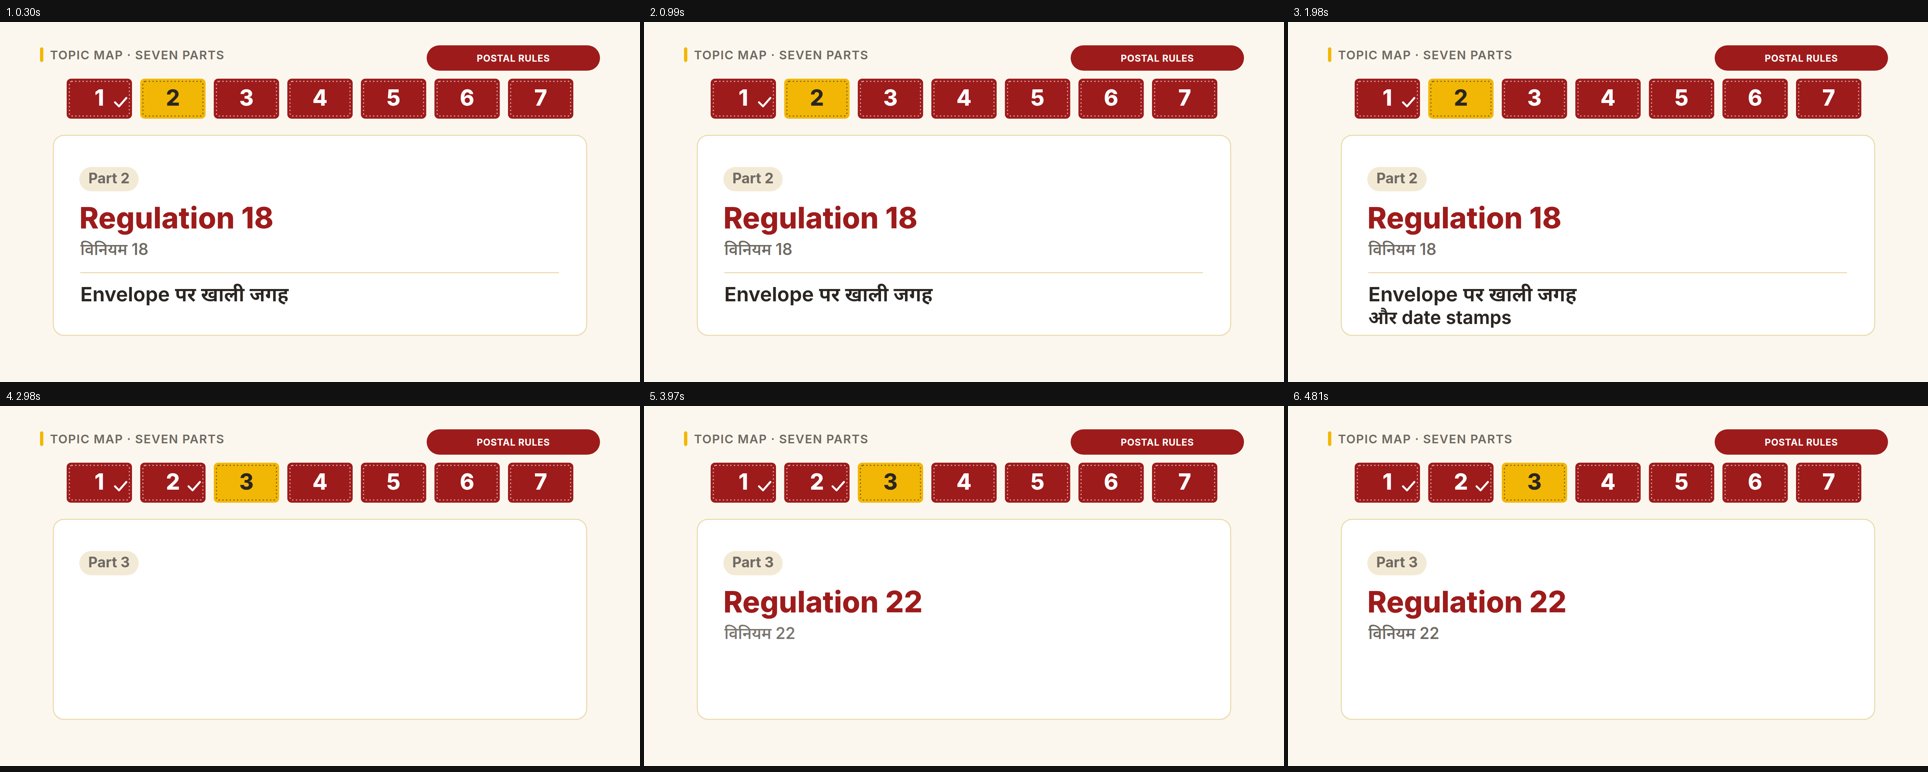 1. 0.30s
TOPIC MAP · SEVEN PARTS
POSTAL RULES
1 2 3 4 5 6 7
Part 2
Regulation 18
विनियम 18
Envelope पर खाली जगह
2. 0.99s
TOPIC MAP · SEVEN PARTS
POSTAL RULES
1 2 3 4 5 6 7
Part 2
Regulation 18
विनियम 18
Envelope पर खाली जगह
3. 1.98s
TOPIC MAP · SEVEN PARTS
POSTAL RULES
1 2 3 4 5 6 7
Part 2
Regulation 18
विनियम 18
Envelope पर खाली जगह
और date stamps
4. 2.98s
TOPIC MAP · SEVEN PARTS
POSTAL RULES
1 2 3 4 5 6 7
Part 3
5. 3.97s
TOPIC MAP · SEVEN PARTS
POSTAL RULES
1 2 3 4 5 6 7
Part 3
Regulation 22
विनियम 22
6. 4.81s
TOPIC MAP · SEVEN PARTS
POSTAL RULES
1 2 3 4 5 6 7
Part 3
Regulation 22
विनियम 22